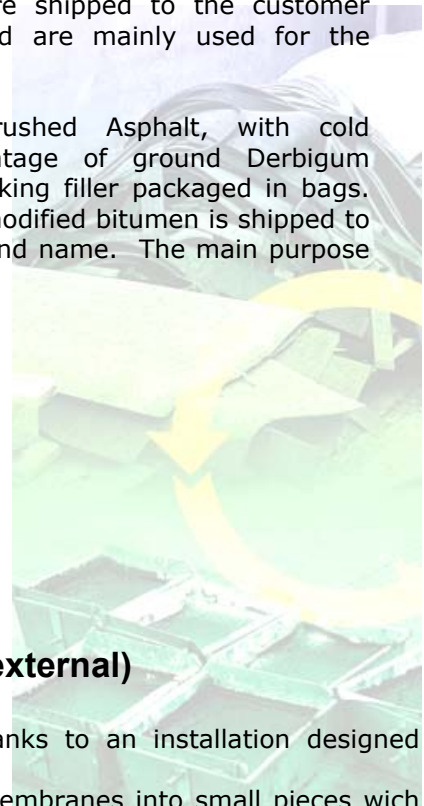 re shipped to the customer
d are mainly used for the
rushed Asphalt, with cold
ntage of ground Derbigum
king filler packaged in bags.
modified bitumen is shipped to
nd name. The main purpose
external)
anks to an installation designed
embranes into small pieces wich